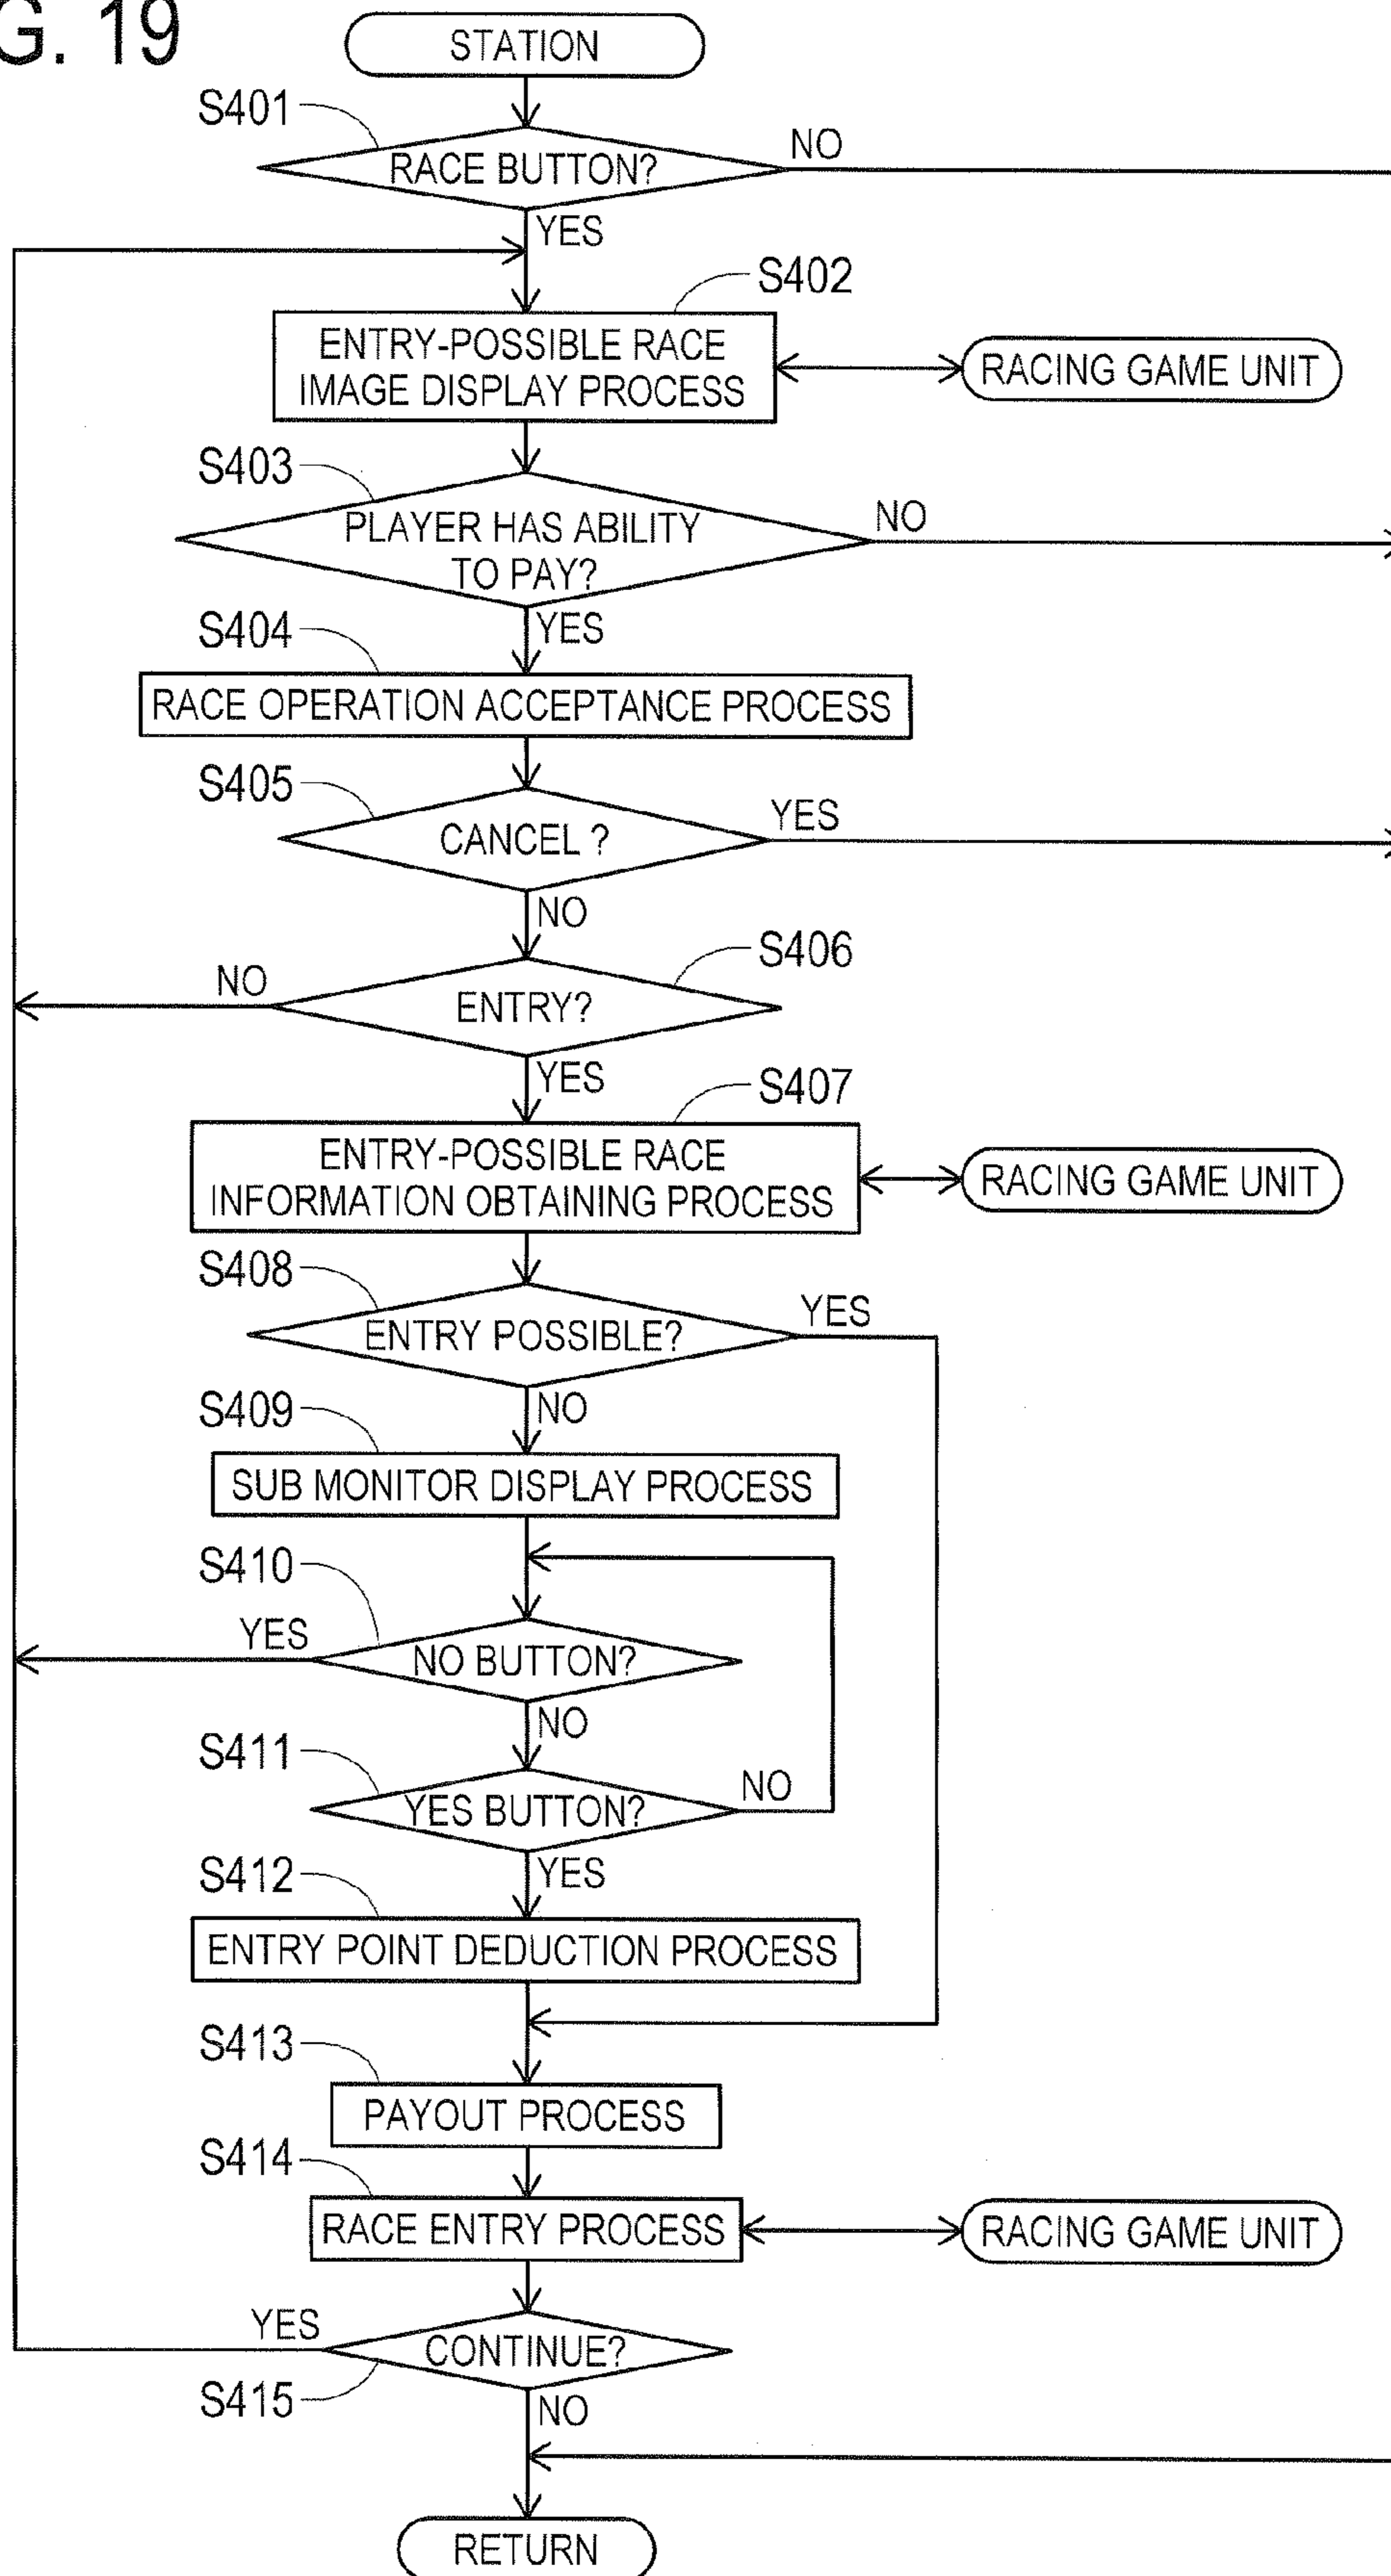 G. 19
STATION
S401
RACE BUTTON?
NO
YES
S402
ENTRY-POSSIBLE RACE
IMAGE DISPLAY PROCESS
RACING GAME UNIT
S403
PLAYER HAS ABILITY
TO PAY?
NO
YES
S404
RACE OPERATION ACCEPTANCE PROCESS
S405
CANCEL ?
YES
NO
S406
NO
ENTRY?
YES
S407
ENTRY-POSSIBLE RACE
INFORMATION OBTAINING PROCESS
RACING GAME UNIT
S408
ENTRY POSSIBLE?
YES
NO
S409
SUB MONITOR DISPLAY PROCESS
S410
YES
NO BUTTON?
NO
S411
YES BUTTON?
NO
YES
S412
ENTRY POINT DEDUCTION PROCESS
S413
PAYOUT PROCESS
S414
RACE ENTRY PROCESS
RACING GAME UNIT
YES
CONTINUE?
S415
NO
RETURN